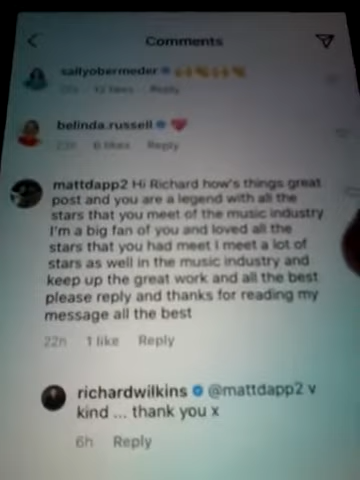 Comments
sallyobermeder
12 likes Reply
belinda.russell
6 likes Reply
mattdapp2 Hi Richard how's things great
post and you are a legend with all the
stars that you meet of the music industry
I'm a big fan of you and loved all the
stars that you had meet I meet a lot of
stars as well in the music industry and
keep up the great work and all the best
please reply and thanks for reading my
message all the best
22h 1 like Reply
richardwilkins @mattdapp2 v
kind ... thank you x
6h Reply